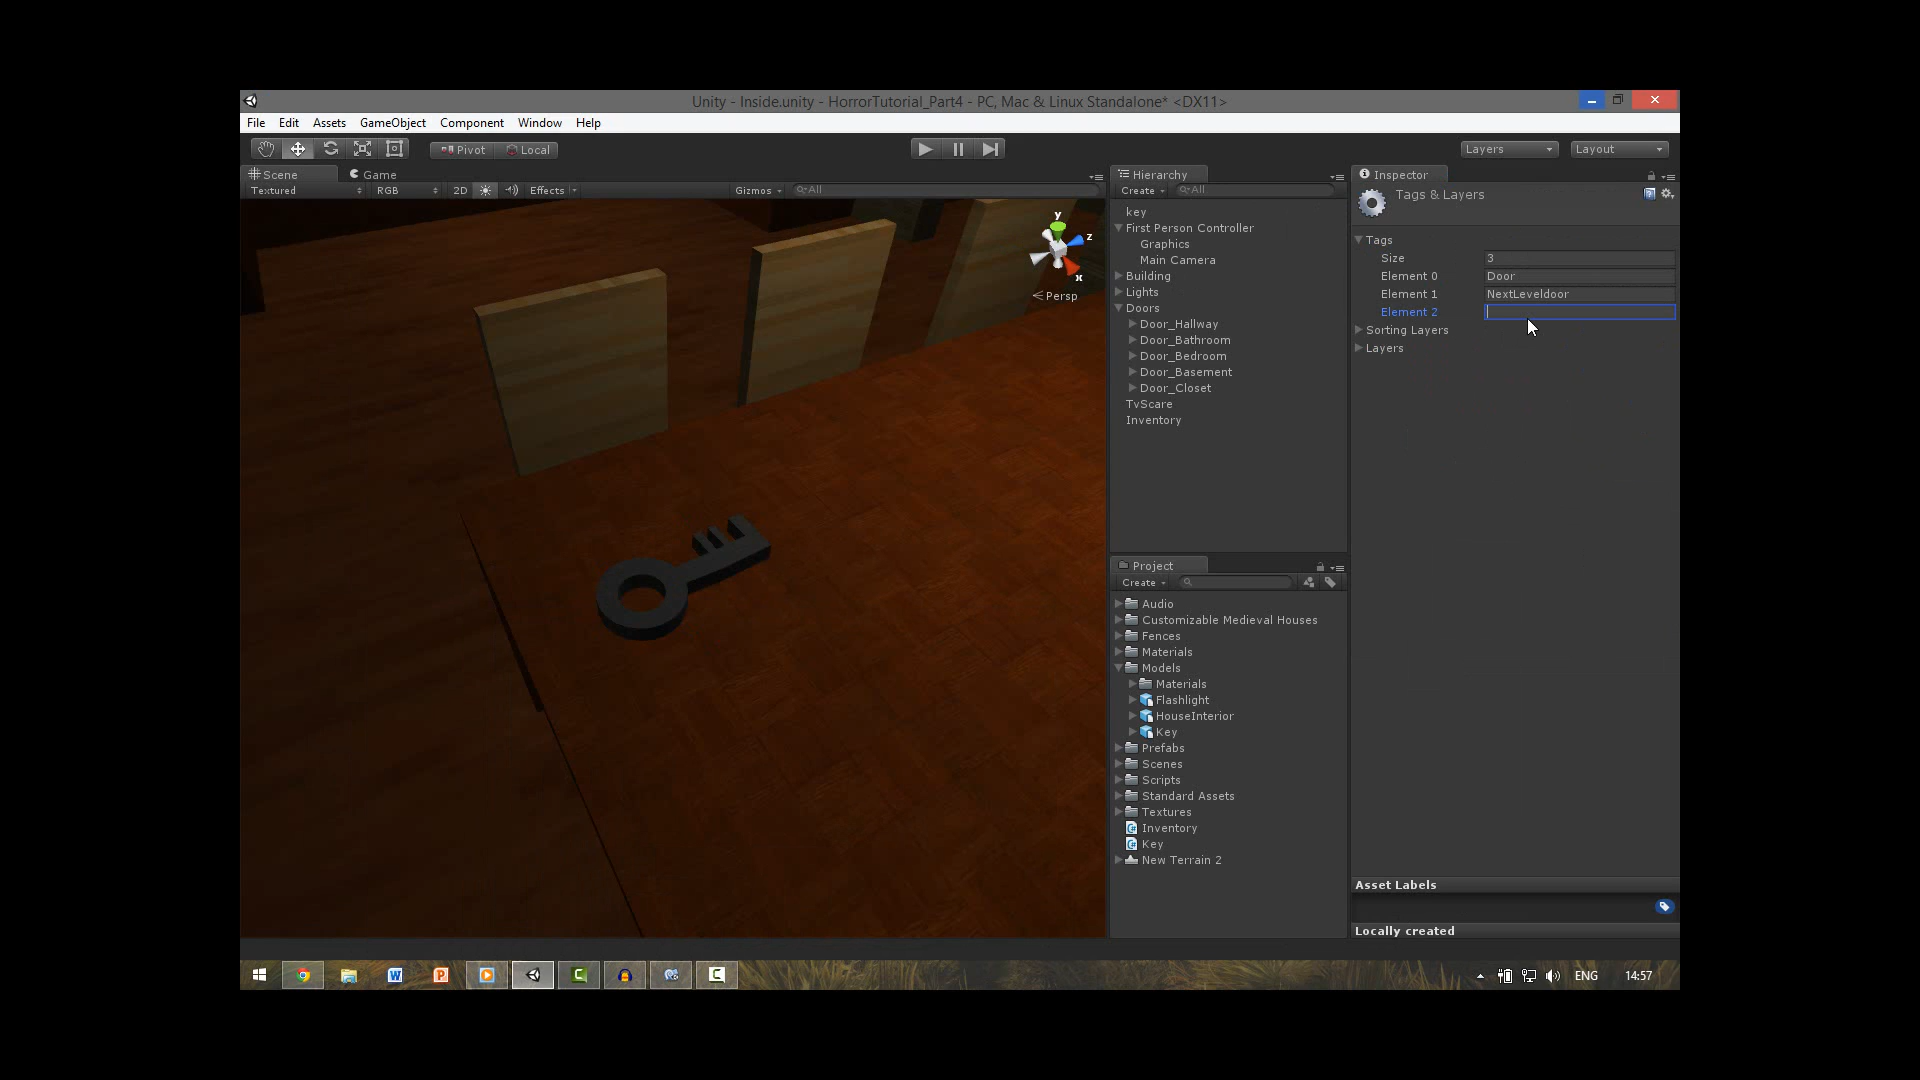 Unity - Inside.unity - HorrorTutorial_Part4 - PC, Mac & Linux Standalone* <DX11>
File Edit Assets GameObject Component Window Help
Pivot Local Layers Layout
Scene Game
Textured RGB 2D Effects Gizmos All
y
z
x
Persp
Hierarchy
Create All
key
First Person Controller
Graphics
Main Camera
Building
Lights
Doors
Door_Hallway
Door_Bathroom
Door_Bedroom
Door_Basement
Door_Closet
TvScare
Inventory
Project
Create
Audio
Customizable Medieval Houses
Fences
Materials
Models
Materials
Flashlight
HouseInterior
Key
Prefabs
Scenes
Scripts
Standard Assets
Textures
Inventory
Key
New Terrain 2
Inspector
Tags & Layers
Tags
Size 3
Element 0 Door
Element 1 NextLeveldoor
Element 2
Sorting Layers
Layers
Asset Labels
Locally created
ENG 14:57